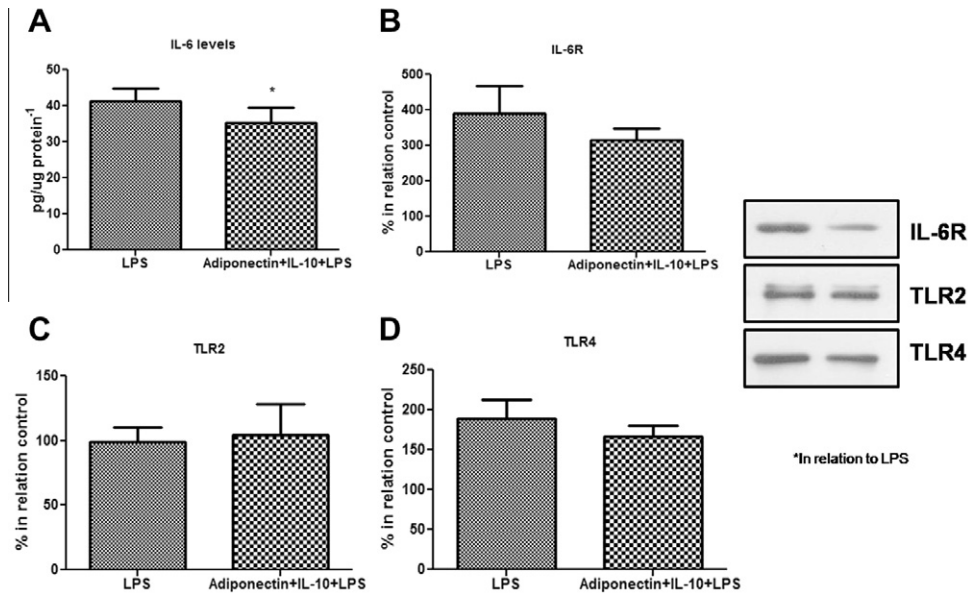 A
IL-6 levels
pg/ug protein-1
50
40
30
20
10
0
*
LPS
Adiponectin+IL-10+LPS
B
IL-6R
% in relation control
500
400
300
200
100
0
LPS
Adiponectin+IL-10+LPS
IL-6R
TLR2
TLR4
*In relation to LPS
C
TLR2
% in relation control
150
100
50
0
LPS
Adiponectin+IL-10+LPS
D
TLR4
% in relation control
250
200
150
100
50
0
LPS
Adiponectin+IL-10+LPS